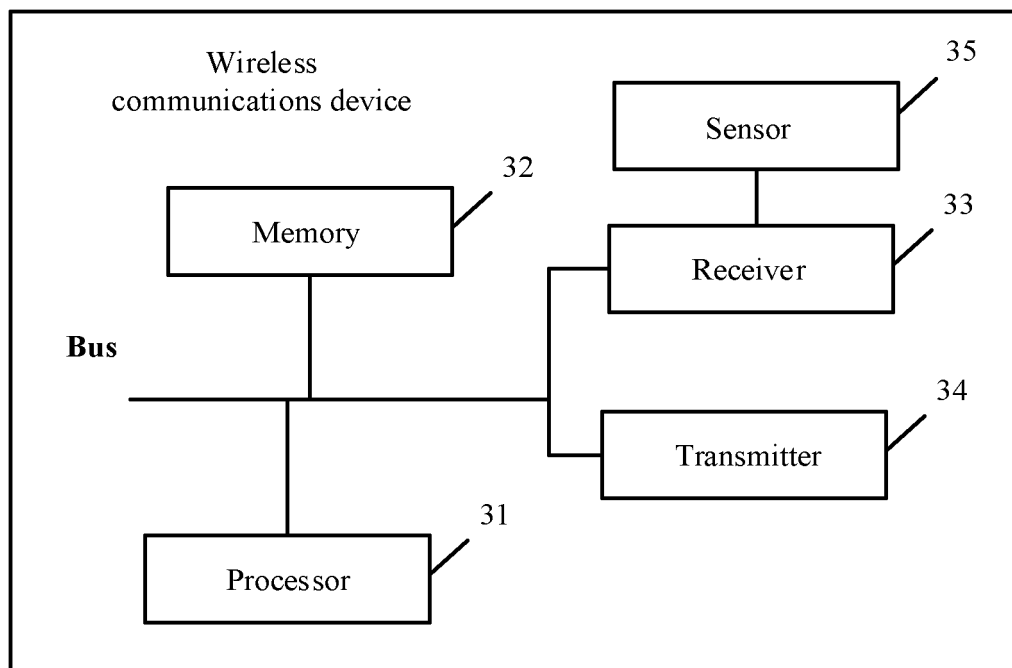 Wireless
communications device
35
Sensor
32
Memory
33
Receiver
Bus
34
Transmitter
31
Processor